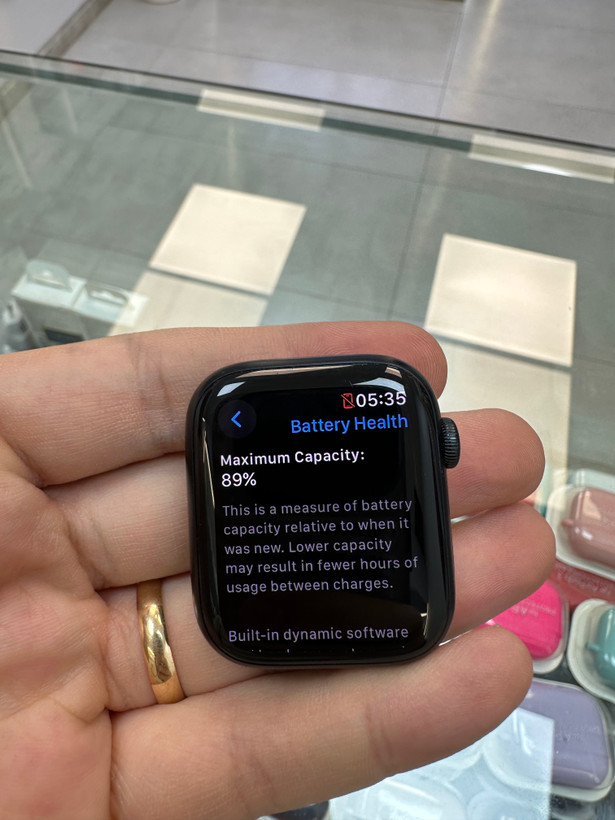 05:35
Battery Health
Maximum Capacity:
89%
This is a measure of battery
capacity relative to when it
was new. Lower capacity
may result in fewer hours of
usage between charges.
Built-in dynamic software